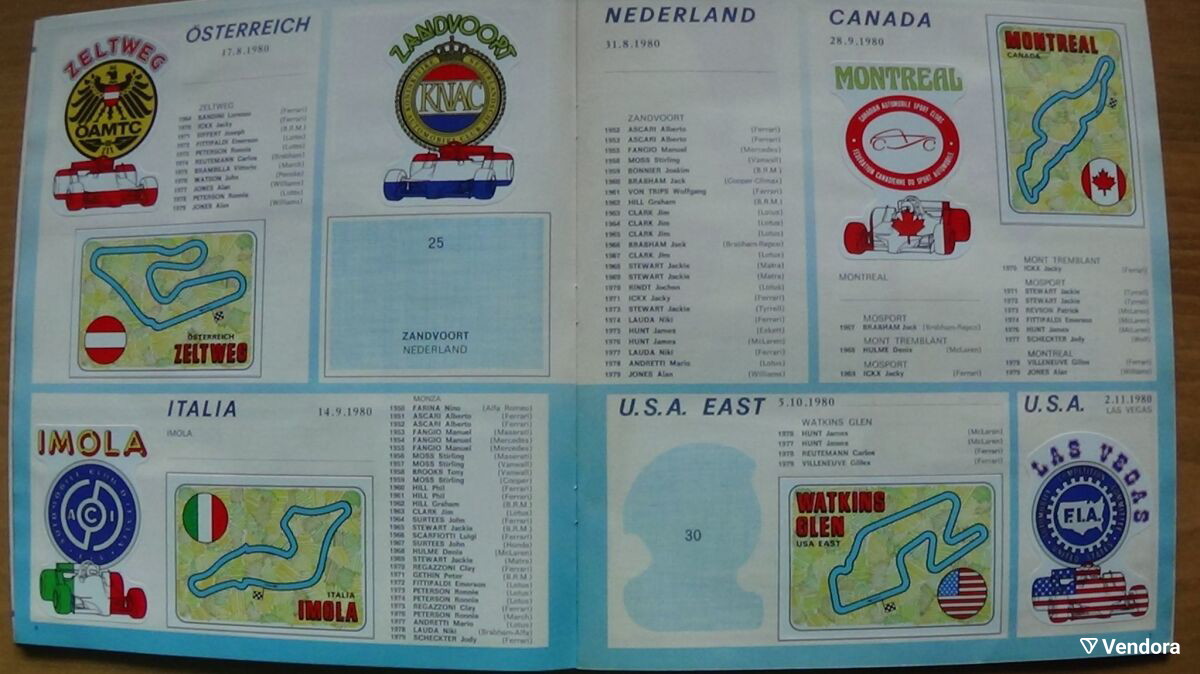 ÖSTERREICH
17.8.1980
ZELTWEG
ÖAMTC
ZELTWEG
1964 BANDINI Lorenzo (Ferrari)
1970 ICKX Jacky (Ferrari)
1971 SIFFERT Joseph (B.R.M.)
1972 FITTIPALDI Emerson (Lotus)
1973 PETERSON Ronnie (Lotus)
1974 REUTEMANN Carlos (Brabham)
1975 BRAMBILLA Vittorio (March)
1976 WATSON John (Penske)
1977 JONES Alan
1978 PETERSON Ronnie (Lotus)
1979 JONES Alan (Williams)
ÖSTERREICH
ZELTWEG
ZANDVOORT
KNAC
25
ZANDVOORT
NEDERLAND
NEDERLAND
31.8.1980
ZANDVOORT
1952 ASCARI Alberto (Ferrari)
1953 ASCARI Alberto (Ferrari)
1955 FANGIO Manuel (Mercedes)
1958 MOSS Stirling (Vanwall)
1959 BONNIER Joakim (B.R.M.)
1960 BRABHAM Jack (Cooper Climax)
1961 VON TRIPS Wolfgang (Ferrari)
1962 HILL Graham (B.R.M.)
1963 CLARK Jim (Lotus)
1964 CLARK Jim (Lotus)
1965 CLARK Jim (Lotus)
1966 BRABHAM Jack (Brabham-Repco)
1967 CLARK Jim (Lotus)
1968 STEWART Jackie (Matra)
1969 STEWART Jackie (Matra)
1970 RINDT Jochen (Lotus)
1971 ICKX Jacky (Ferrari)
1973 STEWART Jackie (Tyrrell)
1974 LAUDA Niki (Ferrari)
1975 HUNT James
1976 HUNT James (McLaren)
1977 LAUDA Niki (Ferrari)
1978 ANDRETTI Mario (Lotus)
1979 JONES Alan (Williams)
CANADA
28.9.1980
MONTREAL
CANADIAN AUTOMOBILE SPORT CLUBS
FEDERATION CANADIENNE DU SPORT AUTOMOBILE
MONTREAL
CANADA
MONTREAL
MOSPORT
1967 BRABHAM Jack (Brabham-Repco)
MONT TREMBLANT
1968 HULME Denis (McLaren)
MOSPORT
1969 ICKX Jacky (Ferrari)
MONT TREMBLANT
1970 ICKX Jacky (Ferrari)
MOSPORT
1971 STEWART Jackie (Tyrrell)
1972 STEWART Jackie (Tyrrell)
1973 REVSON Patrick (McLaren)
1974 FITTIPALDI Emerson (McLaren)
1976 HUNT James (McLaren)
1977 SCHECKTER Jody (Wolf)
MONTREAL
1978 VILLENEUVE Gilles (Ferrari)
1979 JONES Alan (Williams)
ITALIA
14.9.1980
IMOLA
IMOLA
ACI
ITALIA
IMOLA
MONZA
1950 FARINA Nino (Alfa Romeo)
1951 ASCARI Alberto (Ferrari)
1952 ASCARI Alberto (Ferrari)
1953 FANGIO Manuel (Maserati)
1954 FANGIO Manuel (Mercedes)
1955 FANGIO Manuel (Mercedes)
1956 MOSS Stirling (Maserati)
1957 MOSS Stirling (Vanwall)
1958 BROOKS Tony (Vanwall)
1959 MOSS Stirling (Cooper)
1960 HILL Phil (Ferrari)
1961 HILL Phil (Ferrari)
1962 HILL Graham (B.R.M.)
1963 CLARK Jim (Lotus)
1964 SURTEES John (Ferrari)
1965 STEWART Jackie (B.R.M.)
1966 SCARFIOTTI Luigi (Ferrari)
1967 SURTEES John (Honda)
1968 HULME Denis (McLaren)
1969 STEWART Jackie (Matra)
1970 REGAZZONI Clay (Ferrari)
1971 GETHIN Peter (B.R.M.)
1972 FITTIPALDI Emerson (Lotus)
1973 PETERSON Ronnie (Lotus)
1974 PETERSON Ronnie (Lotus)
1975 REGAZZONI Clay (Ferrari)
1976 PETERSON Ronnie (March)
1977 ANDRETTI Mario (Lotus)
1978 LAUDA Niki (Brabham-Alfa)
1979 SCHECKTER Jody (Ferrari)
U.S.A. EAST
5.10.1980
WATKINS GLEN
1976 HUNT James (McLaren)
1977 HUNT James (McLaren)
1978 REUTEMANN Carlos (Ferrari)
1979 VILLENEUVE Gilles (Ferrari)
30
WATKINS
GLEN
USA EAST
U.S.A.
2.11.1980
LAS VEGAS
LAS VEGAS
F.I.A.
Vendora